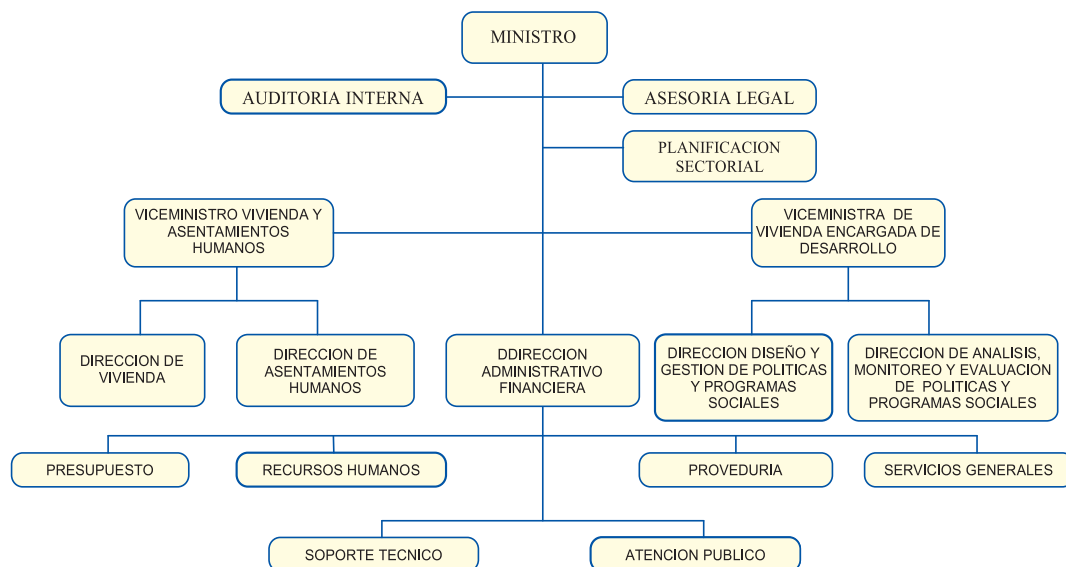 MINISTRO
AUDITORIA INTERNA
ASESORIA LEGAL
PLANIFICACION
SECTORIAL
VICEMINISTRO VIVIENDA Y
ASENTAMIENTOS
HUMANOS
VICEMINISTRA DE
VIVIENDA ENCARGADA DE
DESARROLLO
DIRECCION DE
VIVIENDA
DIRECCION DE
ASENTAMIENTOS
HUMANOS
DDIRECCION
ADMINISTRATIVO
FINANCIERA
DIRECCION DISEÑO Y
GESTION DE POLITICAS
Y PROGRAMAS
SOCIALES
DIRECCION DE ANALISIS,
MONITOREO Y EVALUACION
DE POLITICAS Y
PROGRAMAS SOCIALES
PRESUPUESTO
RECURSOS HUMANOS
PROVEDURIA
SERVICIOS GENERALES
SOPORTE TECNICO
ATENCION PUBLICO